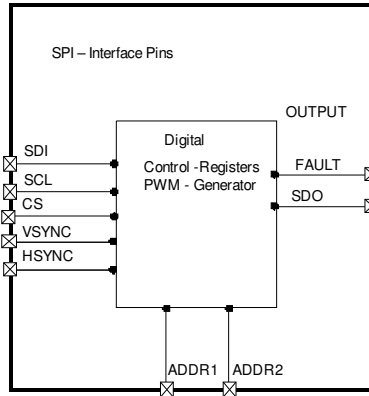 SPI – Interface Pins
OUTPUT
Digital
Control -Registers
PWM - Generator
SDI
SCL
CS
VSYNC
HSYNC
FAULT
SDO
ADDR1
ADDR2